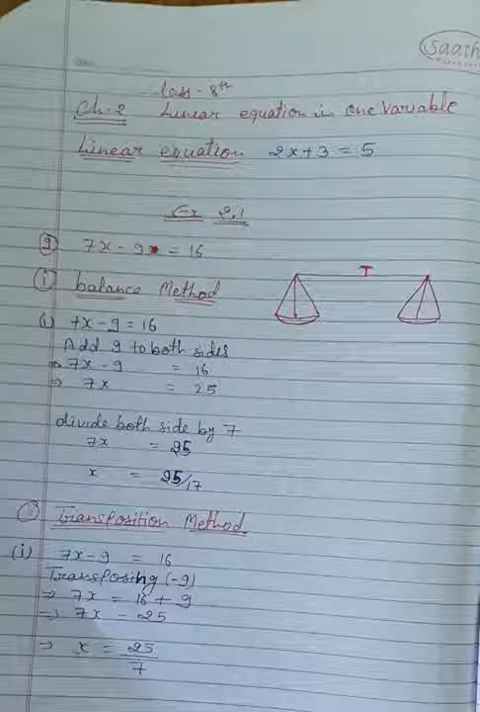 Saath
Class - 8th
Ch-2 Linear equation in one Variable
Linear equation 2x+3=5
Ex 2.1
7x-9 = 16
T
(i) balance Method
(i) 7x-9=16
Add 9 to both sides
⇒ 7x-9 = 16
⇒ 7x = 25
divide both side by 7
7x = 25
x = 25/7
Transposition Method
(i) 7x-9 = 16
Transposing (-9)
⇒ 7x = 16 + 9
⇒ 7x = 25
⇒ x = 25
7